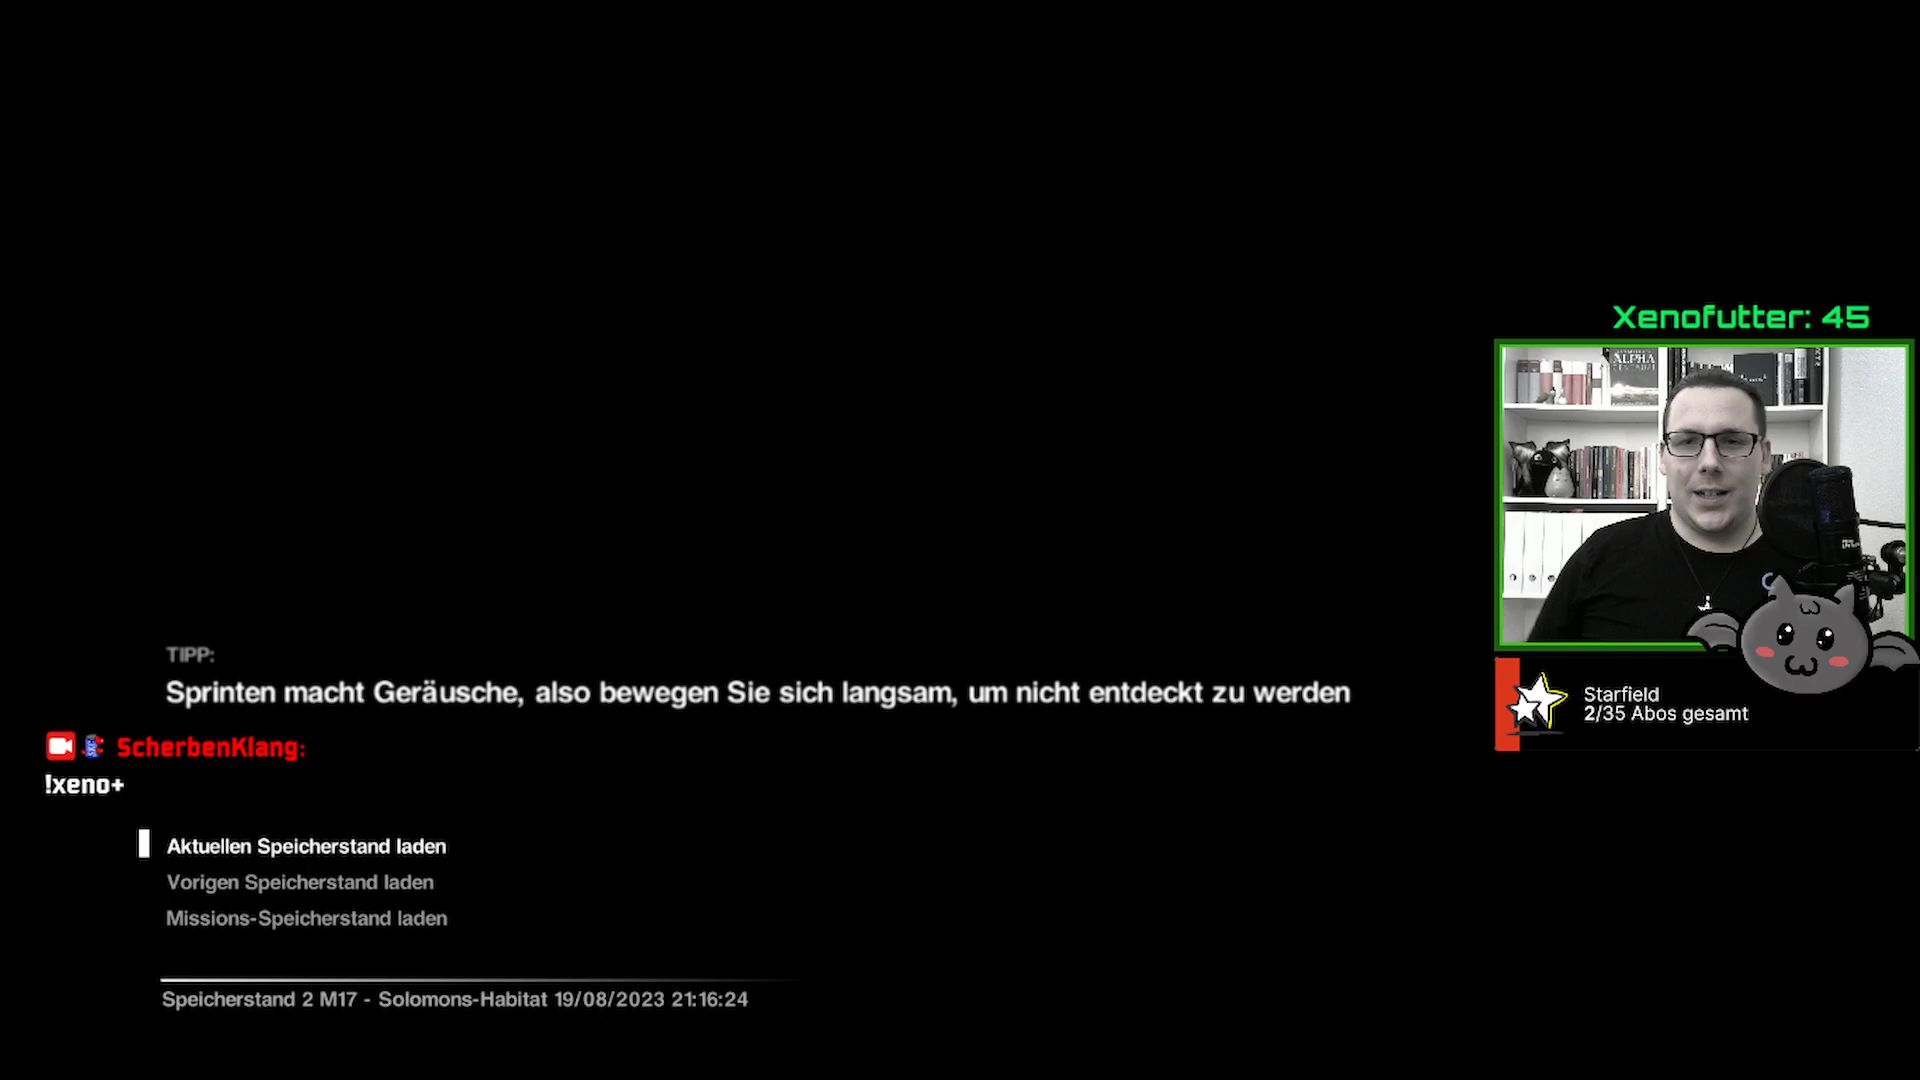 Xenofutter: 45
ALPHA
TIPP:
Sprinten macht Geräusche, also bewegen Sie sich langsam, um nicht entdeckt zu werden
Starfield
2/35 Abos gesamt
ScherbenKlang:
!xeno+
Aktuellen Speicherstand laden
Vorigen Speicherstand laden
Missions-Speicherstand laden
Speicherstand 2 M17 - Solomons-Habitat 19/08/2023 21:16:24